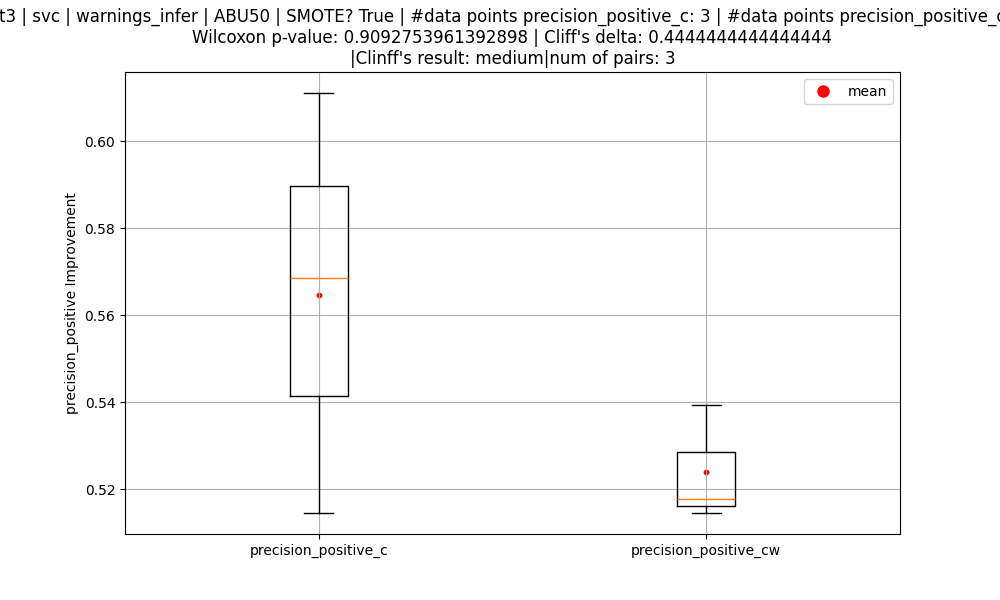 t3 | svc | warnings_infer | ABU50 | SMOTE? True | #data points precision_positive_c: 3 | #data points precision_positive_c
Wilcoxon p-value: 0.9092753961392898 | Cliff's delta: 0.4444444444444444
|Clinff's result: medium|num of pairs: 3
mean
0.60
0.58
0.56
0.54
0.52
precision_positive Improvement
precision_positive_c
precision_positive_cw